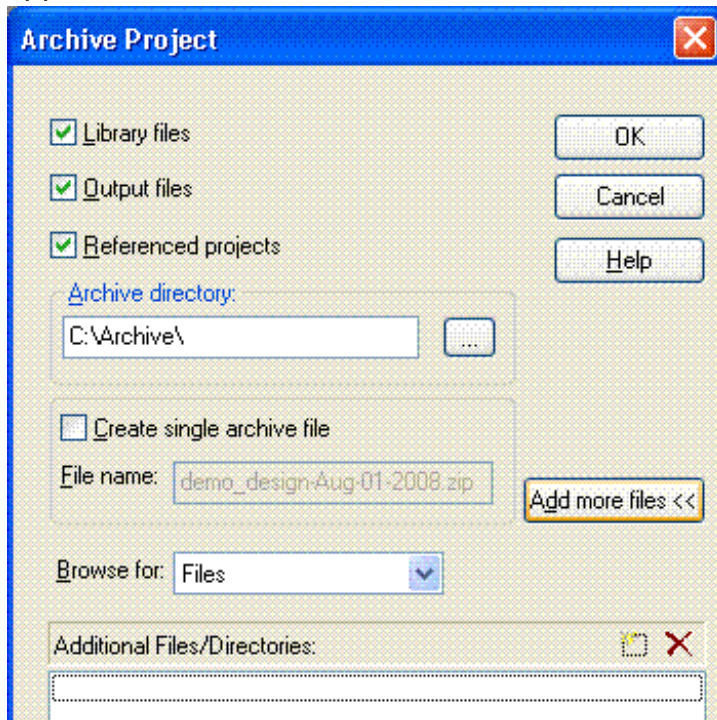 Archive Project
Library files
OK
Output files
Cancel
Referenced projects
Help
Archive directory:
C:\Archive\
...
Create single archive file
File name: demo_design-Aug-01-2008.zip
Add more files <<
Browse for: Files
Additional Files/Directories: